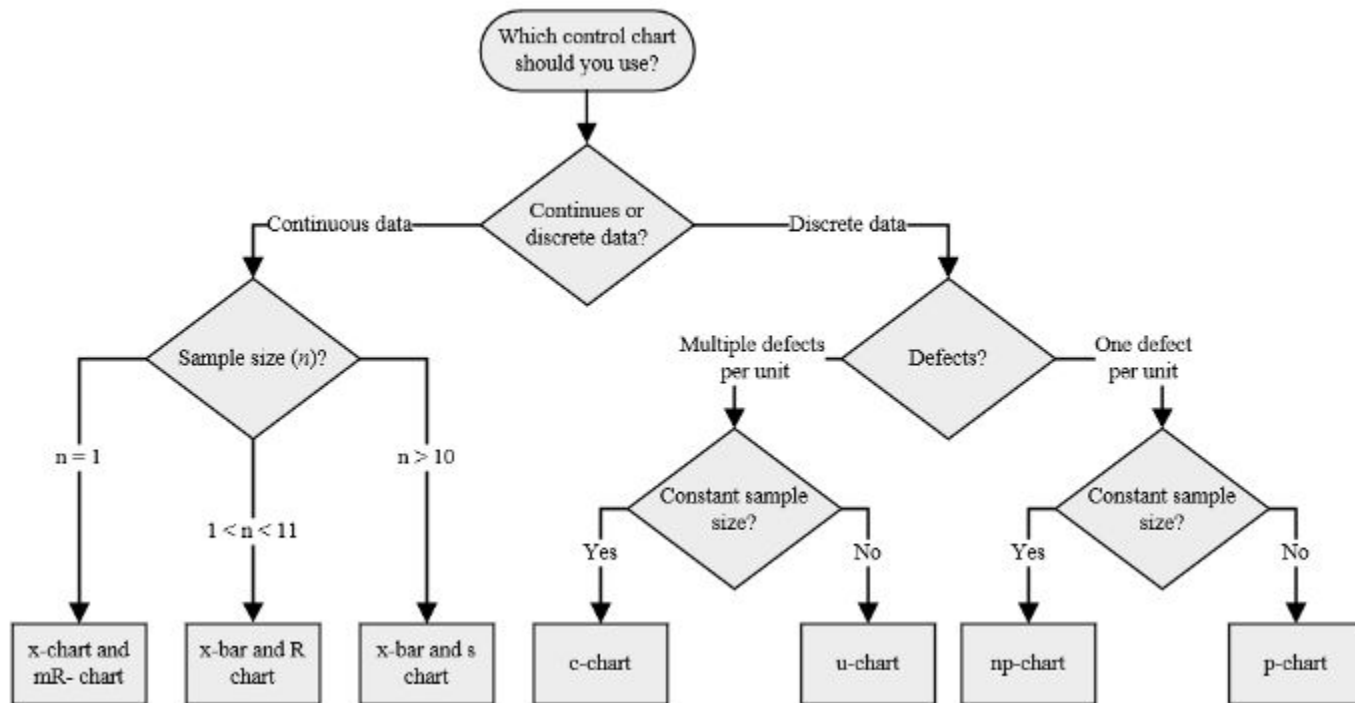 Which control chart
should you use?
Continues or
discrete data?
Continuous data
Discrete data
Sample size (n)?
Multiple defects
per unit
Defects?
One defect
per unit
n = 1
n > 10
1 < n < 11
Constant sample
size?
Constant sample
size?
Yes
No
Yes
No
x-chart and
mR- chart
x-bar and R
chart
x-bar and s
chart
c-chart
u-chart
np-chart
p-chart